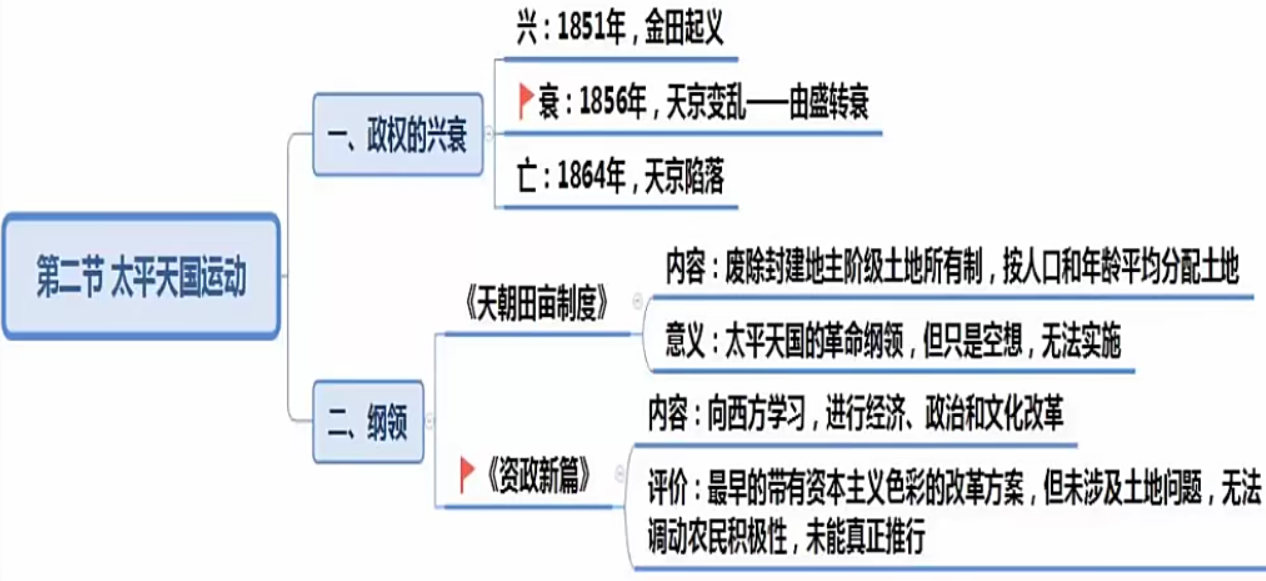 第二节 太平天国运动
一、政权的兴衰
兴：1851年，金田起义
衰：1856年，天京变乱——由盛转衰
亡：1864年，天京陷落
二、纲领
《天朝田亩制度》
内容：废除封建地主阶级土地所有制，按人口和年龄平均分配土地
意义：太平天国的革命纲领，但只是空想，无法实施
《资政新篇》
内容：向西方学习，进行经济、政治和文化改革
评价：最早的带有资本主义色彩的改革方案，但未涉及土地问题，无法
调动农民积极性，未能真正推行